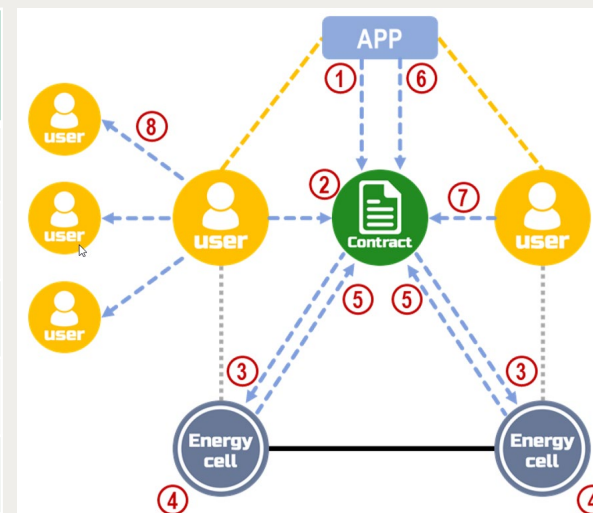 APP
1
6
8
user
2
7
user
user
Contract
user
user
5
5
3
3
Energy
cell
Energy
cell
4
4